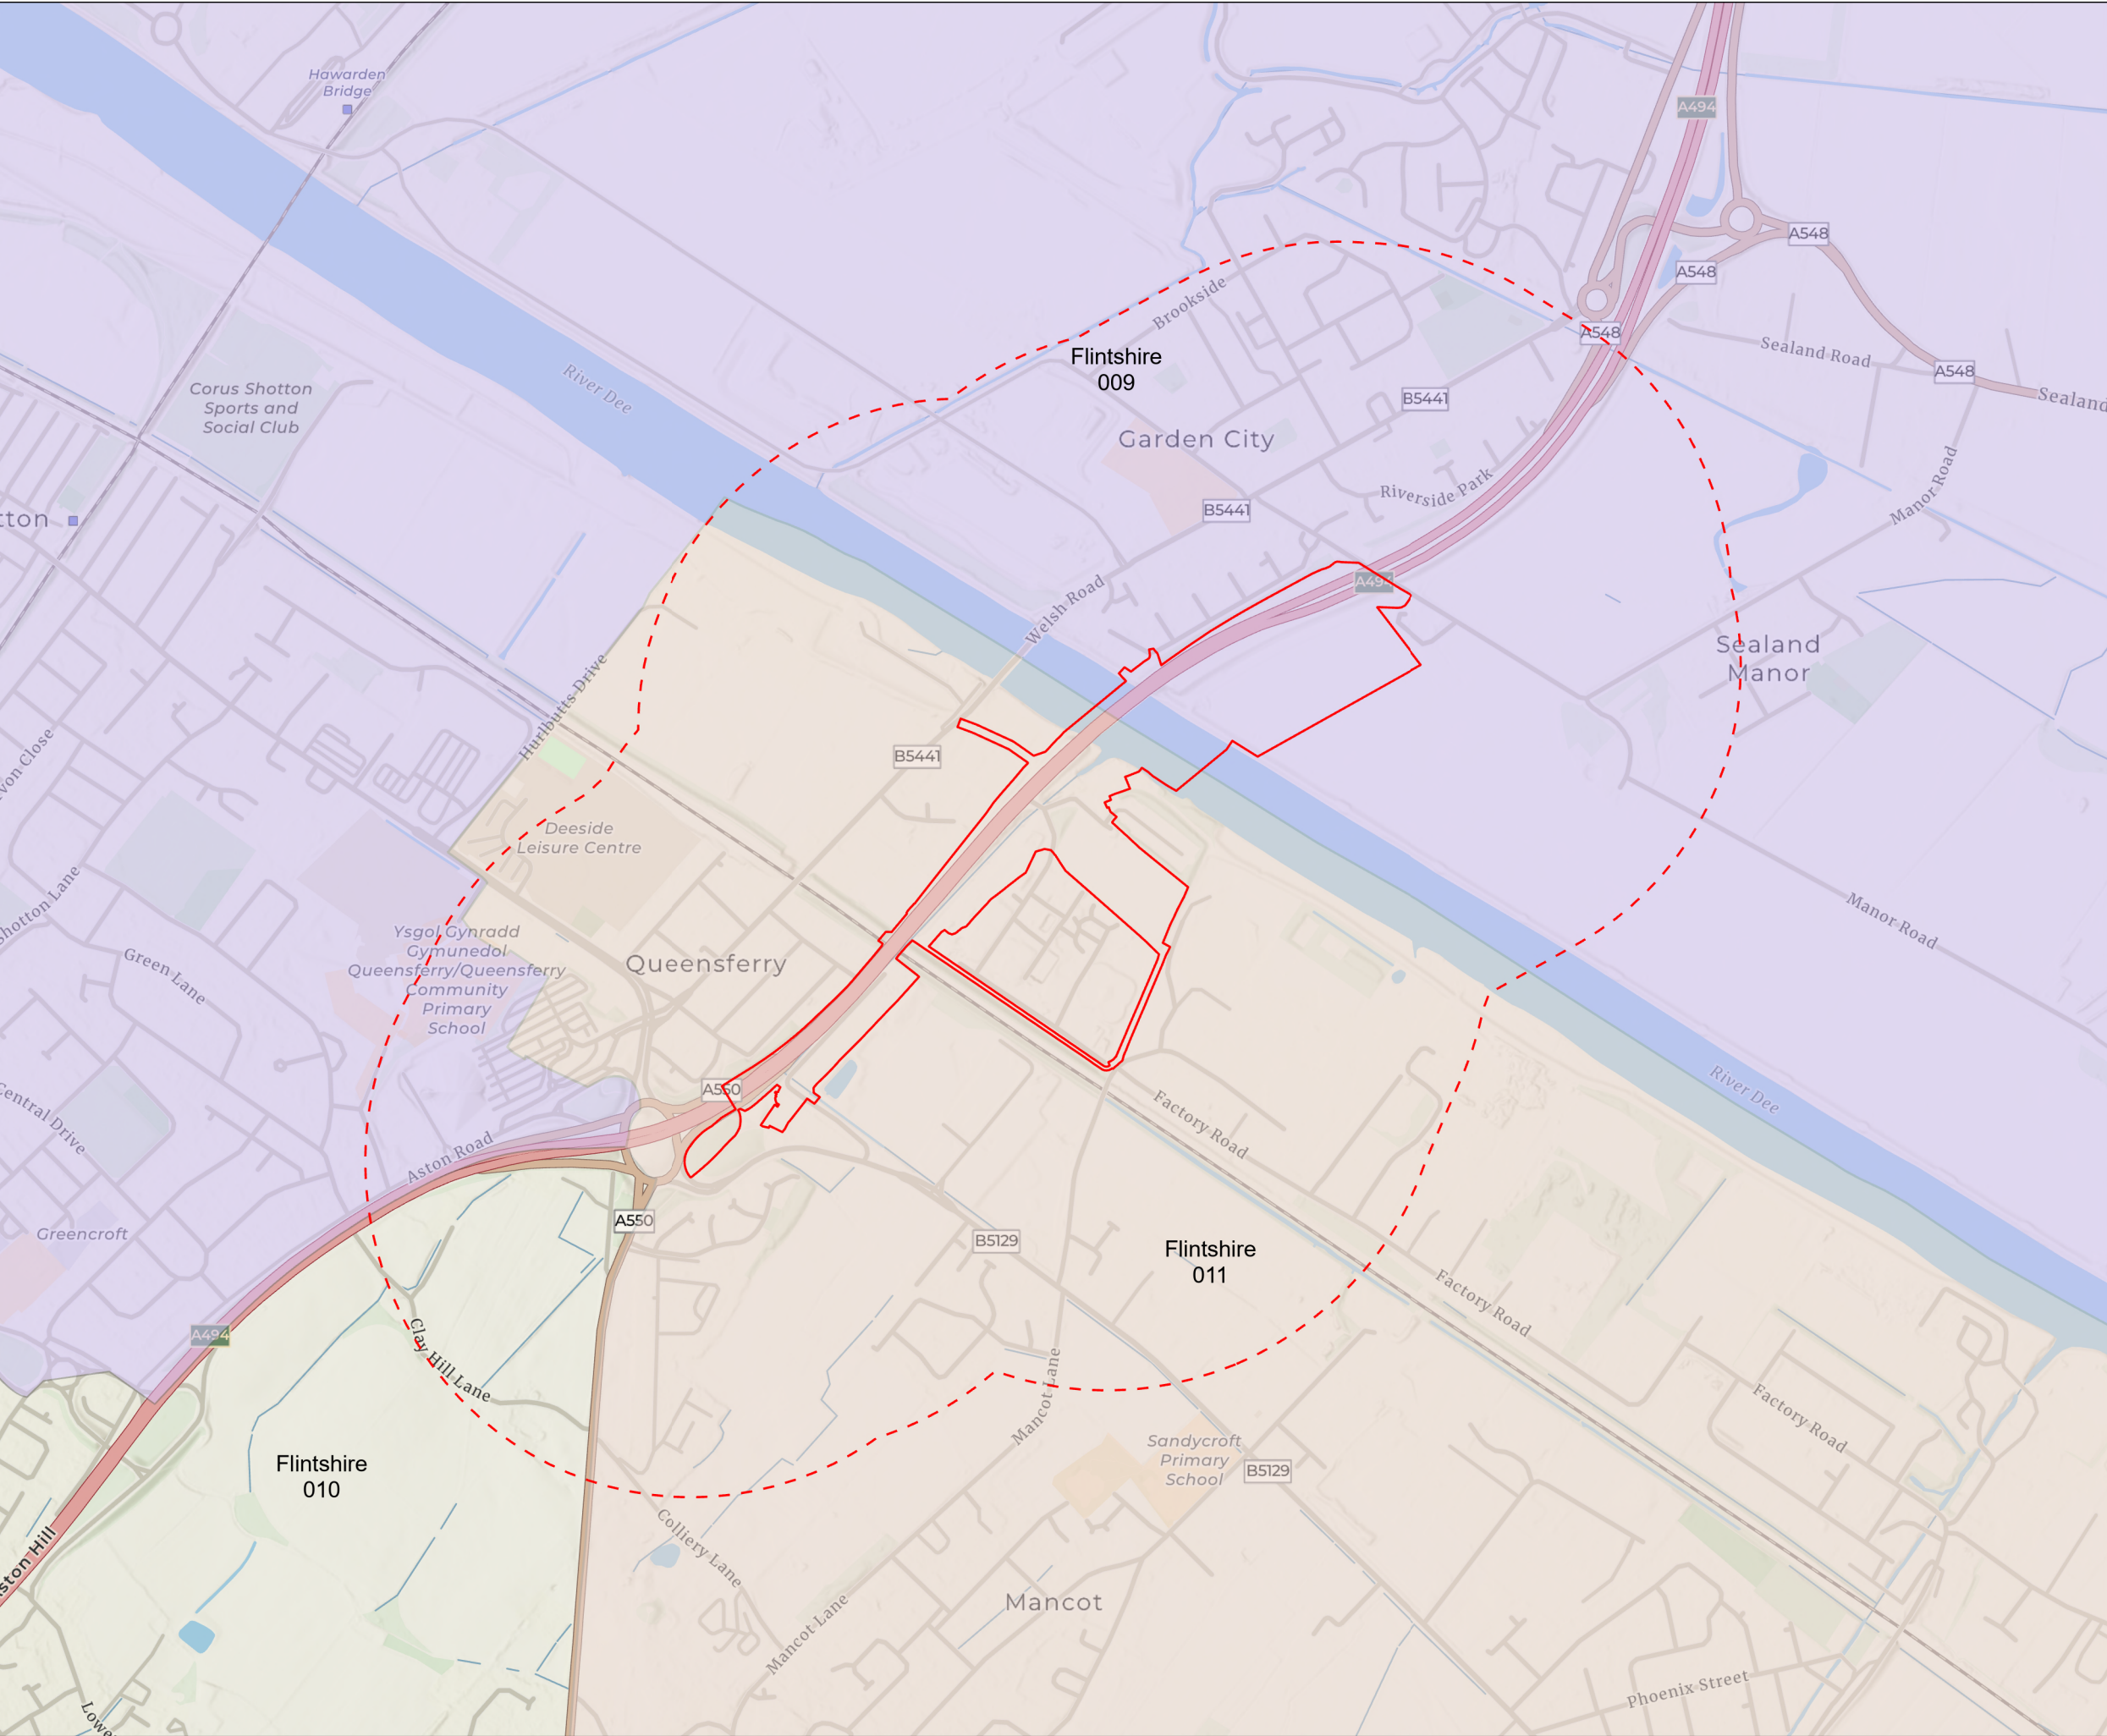 Hawarden
Bridge
A494
A548
A548
Brookside
A548
Sealand Road
Flintshire
009
A548
Sealand
River Dee
Corus Shotton
Sports and
Social Club
B5441
Garden City
Riverside Park
Manor Road
B5441
tton
A494
Welsh Road
Sealand
Manor
Hurlbutts Drive
B5441
von Close
Deeside
Leisure Centre
Shotton Lane
Manor Road
Ysgol Gynradd
Gymunedol
Queensferry/Queensferry
Community
Primary
School
Queensferry
Green Lane
A550
River Dee
Central Drive
Factory Road
Aston Road
Greencroft
A550
B5129
Flintshire
011
Factory Road
A494
Clay Hill Lane
Mancot Lane
Factory Road
Flintshire
010
Sandycroft
Primary
School
B5129
ston Hill
Colliery Lane
Mancot
Mancot Lane
Phoenix Street
Lowe